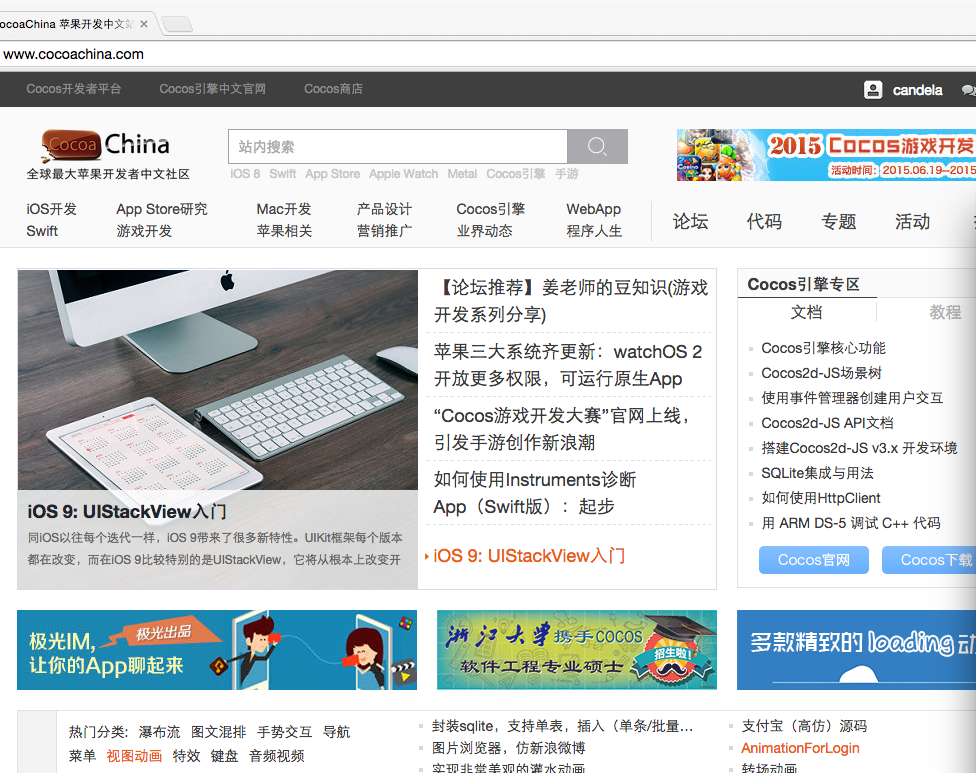 ocoaChina 苹果开发中文站
www.cocoachina.com
Cocos开发者平台
Cocos引擎中文官网
Cocos商店
candela
Cocoa China
全球最大苹果开发者中文社区
站内搜索
iOS 8 Swift App Store Apple Watch Metal Cocos引擎 手游
2015 Cocos游戏开发
活动时间：2015.06.19--2015
iOS开发 App Store研究 Mac开发 产品设计 Cocos引擎 WebApp
Swift 游戏开发 苹果相关 营销推广 业界动态 程序人生
论坛 代码 专题 活动
【论坛推荐】姜老师的豆知识(游戏
开发系列分享)
苹果三大系统齐更新：watchOS 2
开放更多权限，可运行原生App
“Cocos游戏开发大赛”官网上线，
引发手游创作新浪潮
如何使用Instruments诊断
App（Swift版）：起步
iOS 9: UIStackView入门
iOS 9: UIStackView入门
同iOS以往每个迭代一样，iOS 9带来了很多新特性。UIKit框架每个版本
都在改变，而在iOS 9比较特别的是UIStackView，它将从根本上改变开
Cocos引擎专区
文档 教程
Cocos引擎核心功能
Cocos2d-JS场景树
使用事件管理器创建用户交互
Cocos2d-JS API文档
搭建Cocos2d-JS v3.x 开发环境
SQLite集成与用法
如何使用HttpClient
用 ARM DS-5 调试 C++ 代码
Cocos官网 Cocos下载
极光IM,
极光出品
让你的App聊起来
浙江大学携手COCOS
软件工程专业硕士
招生啦!
多款精致的loading动
热门分类: 瀑布流 图文混排 手势交互 导航
菜单 视图动画 特效 键盘 音频视频
封装sqlite，支持单表，插入（单条/批量...
图片浏览器，仿新浪微博
实现非常美观的灌水动画
支付宝（高仿）源码
AnimationForLogin
转场动画